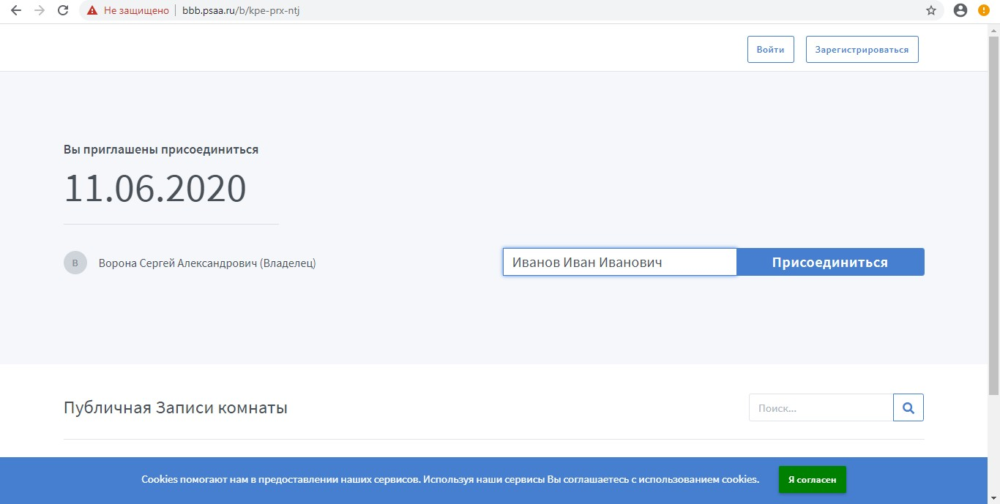 Не защищено bbb.psaa.ru/b/kpe-prx-ntj
Войти Зарегистрироваться
Вы приглашены присоединиться
11.06.2020
В Ворона Сергей Александрович (Владелец) Иванов Иван Иванович Присоединиться
Публичная Записи комнаты Поиск...
Cookies помогают нам в предоставлении наших сервисов. Используя наши сервисы Вы соглашаетесь с использованием cookies. Я согласен